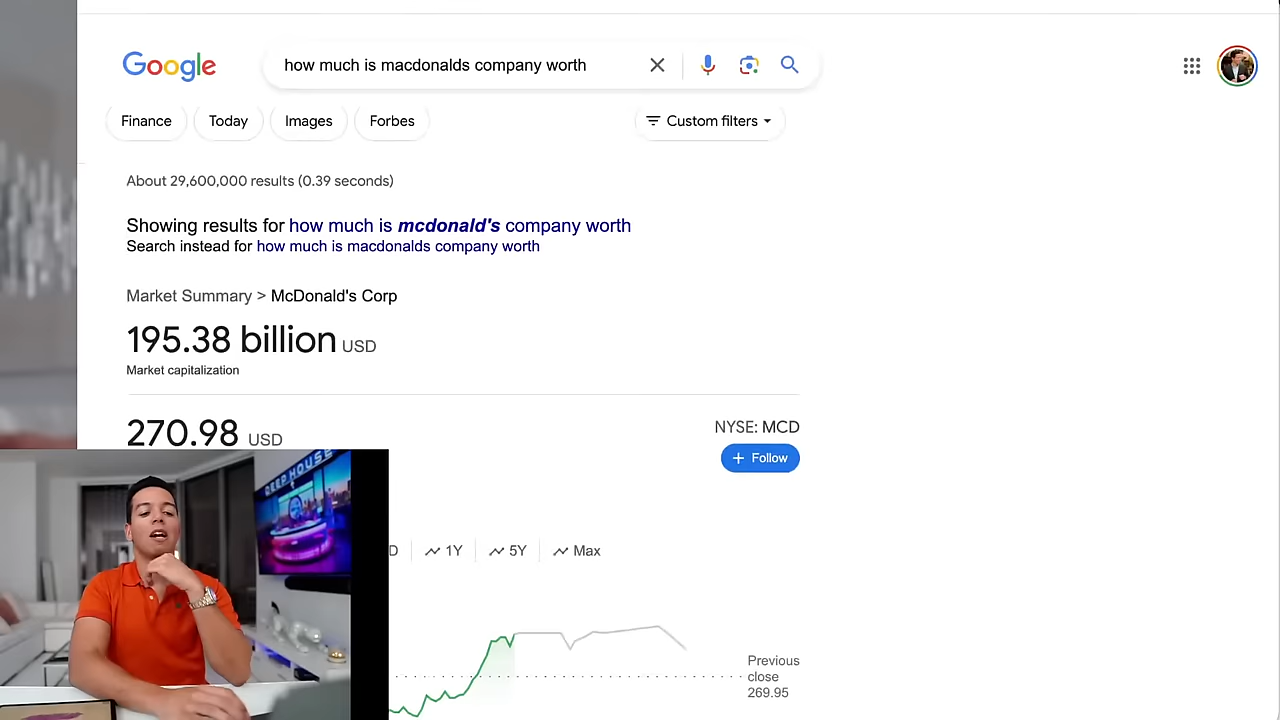 Google
how much is macdonalds company worth
Finance
Today
Images
Forbes
Custom filters
About 29,600,000 results (0.39 seconds)
Showing results for how much is mcdonald's company worth
Search instead for how much is macdonalds company worth
Market Summary > McDonald's Corp
195.38 billion USD
Market capitalization
270.98 USD
NYSE: MCD
+ Follow
DEEP HOUSE
D
1Y
5Y
Max
Previous
close
269.95